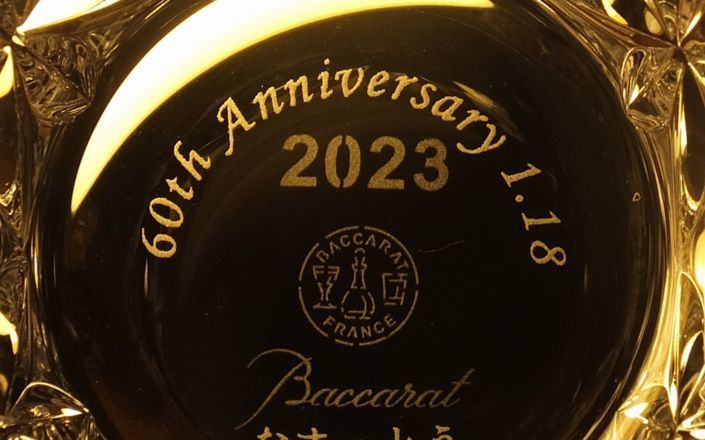 60th Anniversary 1.18
2023
BACCARAT
FRANCE
Baccarat